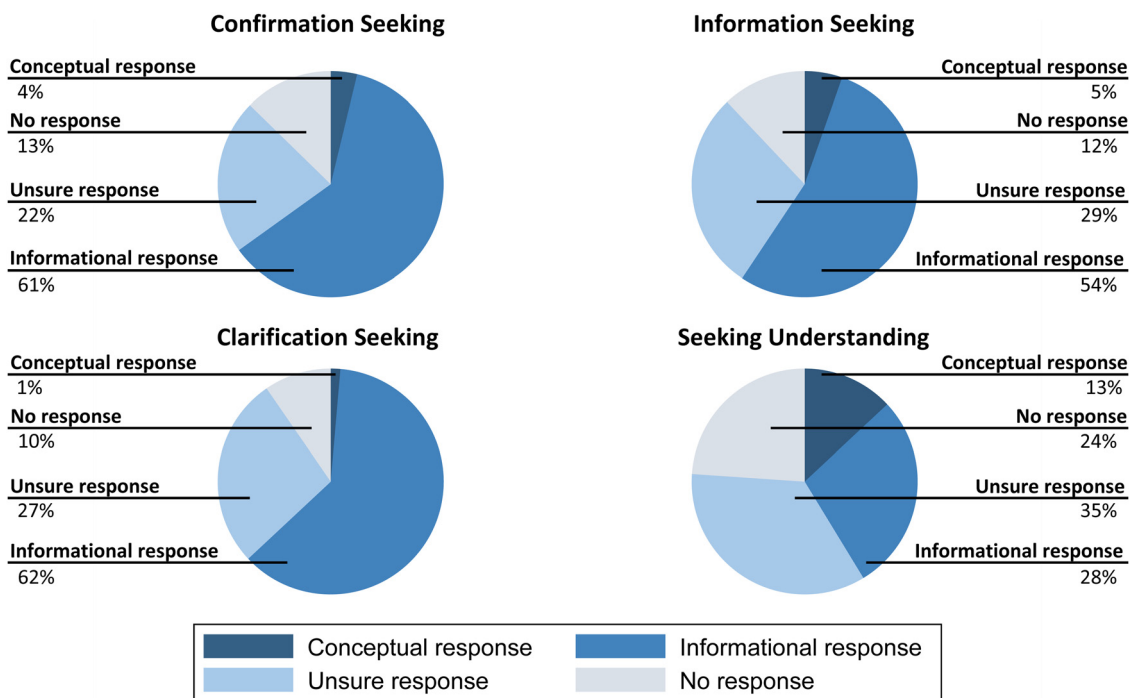 Confirmation Seeking
Conceptual response
4%
No response
13%
Unsure response
22%
Informational response
61%
Information Seeking
Conceptual response
5%
No response
12%
Unsure response
29%
Informational response
54%
Clarification Seeking
Conceptual response
1%
No response
10%
Unsure response
27%
Informational response
62%
Seeking Understanding
Conceptual response
13%
No response
24%
Unsure response
35%
Informational response
28%
Conceptual response
Informational response
Unsure response
No response